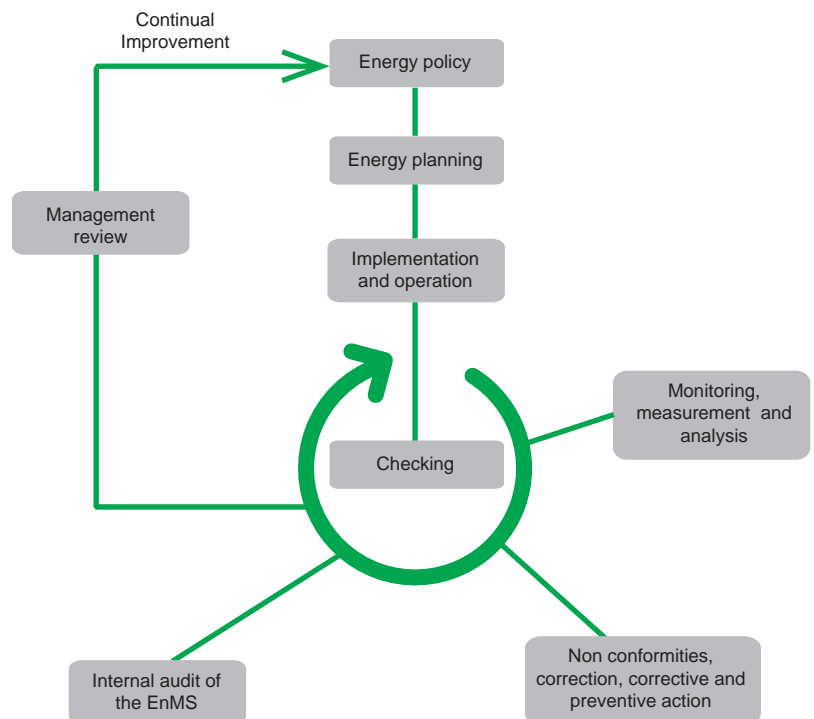 Continual
Improvement
Energy policy
Energy planning
Management
review
Implementation
and operation
Monitoring,
measurement and
analysis
Checking
Internal audit of
the EnMS
Non conformities,
correction, corrective and
preventive action